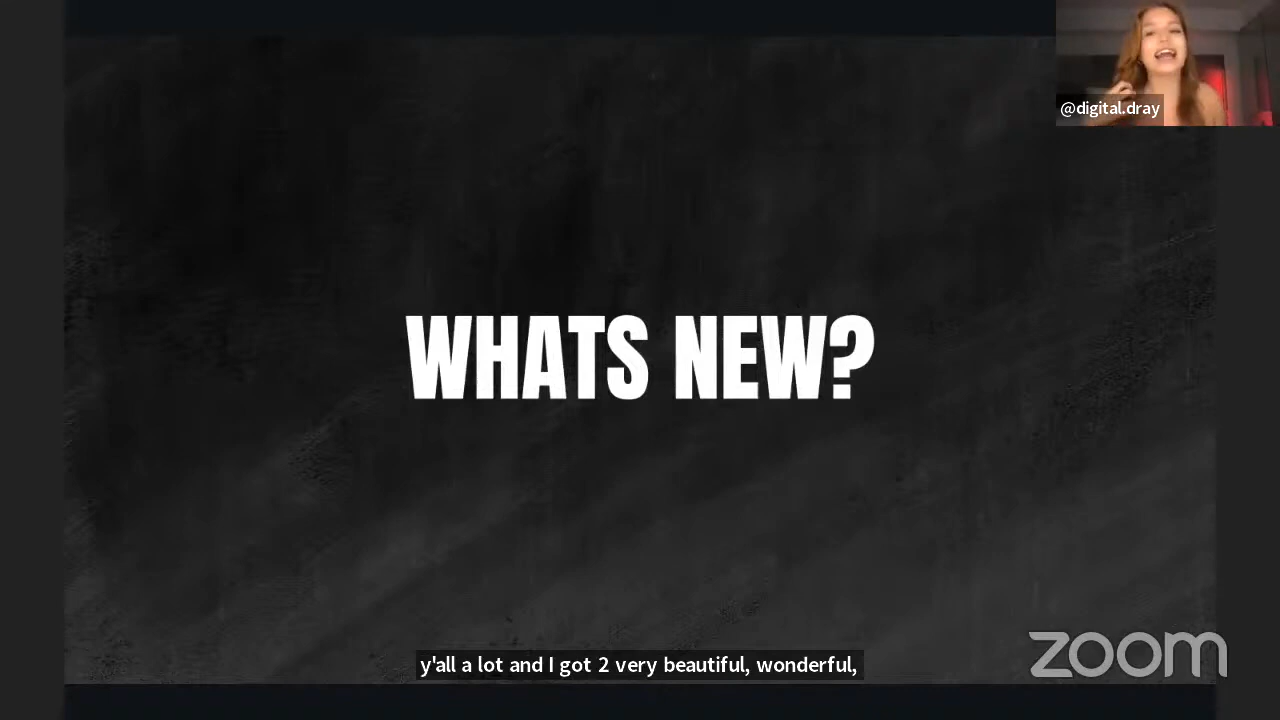 @digital.dray
WHATS NEW?
y'all a lot and I got 2 very beautiful, wonderful,
zoom